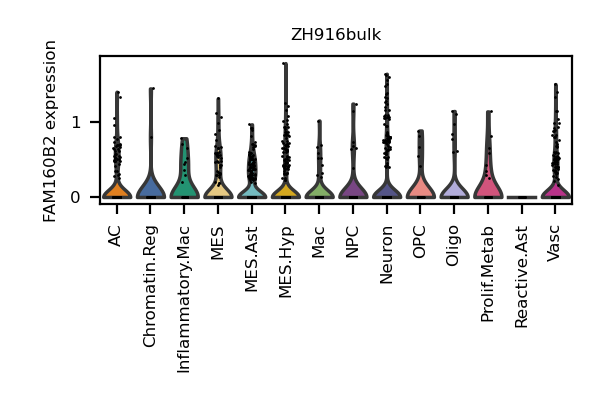 ZH916bulk
FAM160B2 expression
1
0
AC
Chromatin.Reg
Inflammatory.Mac
MES
MES.Ast
MES.Hyp
Mac
NPC
Neuron
OPC
Oligo
Prolif.Metab
Reactive.Ast
Vasc